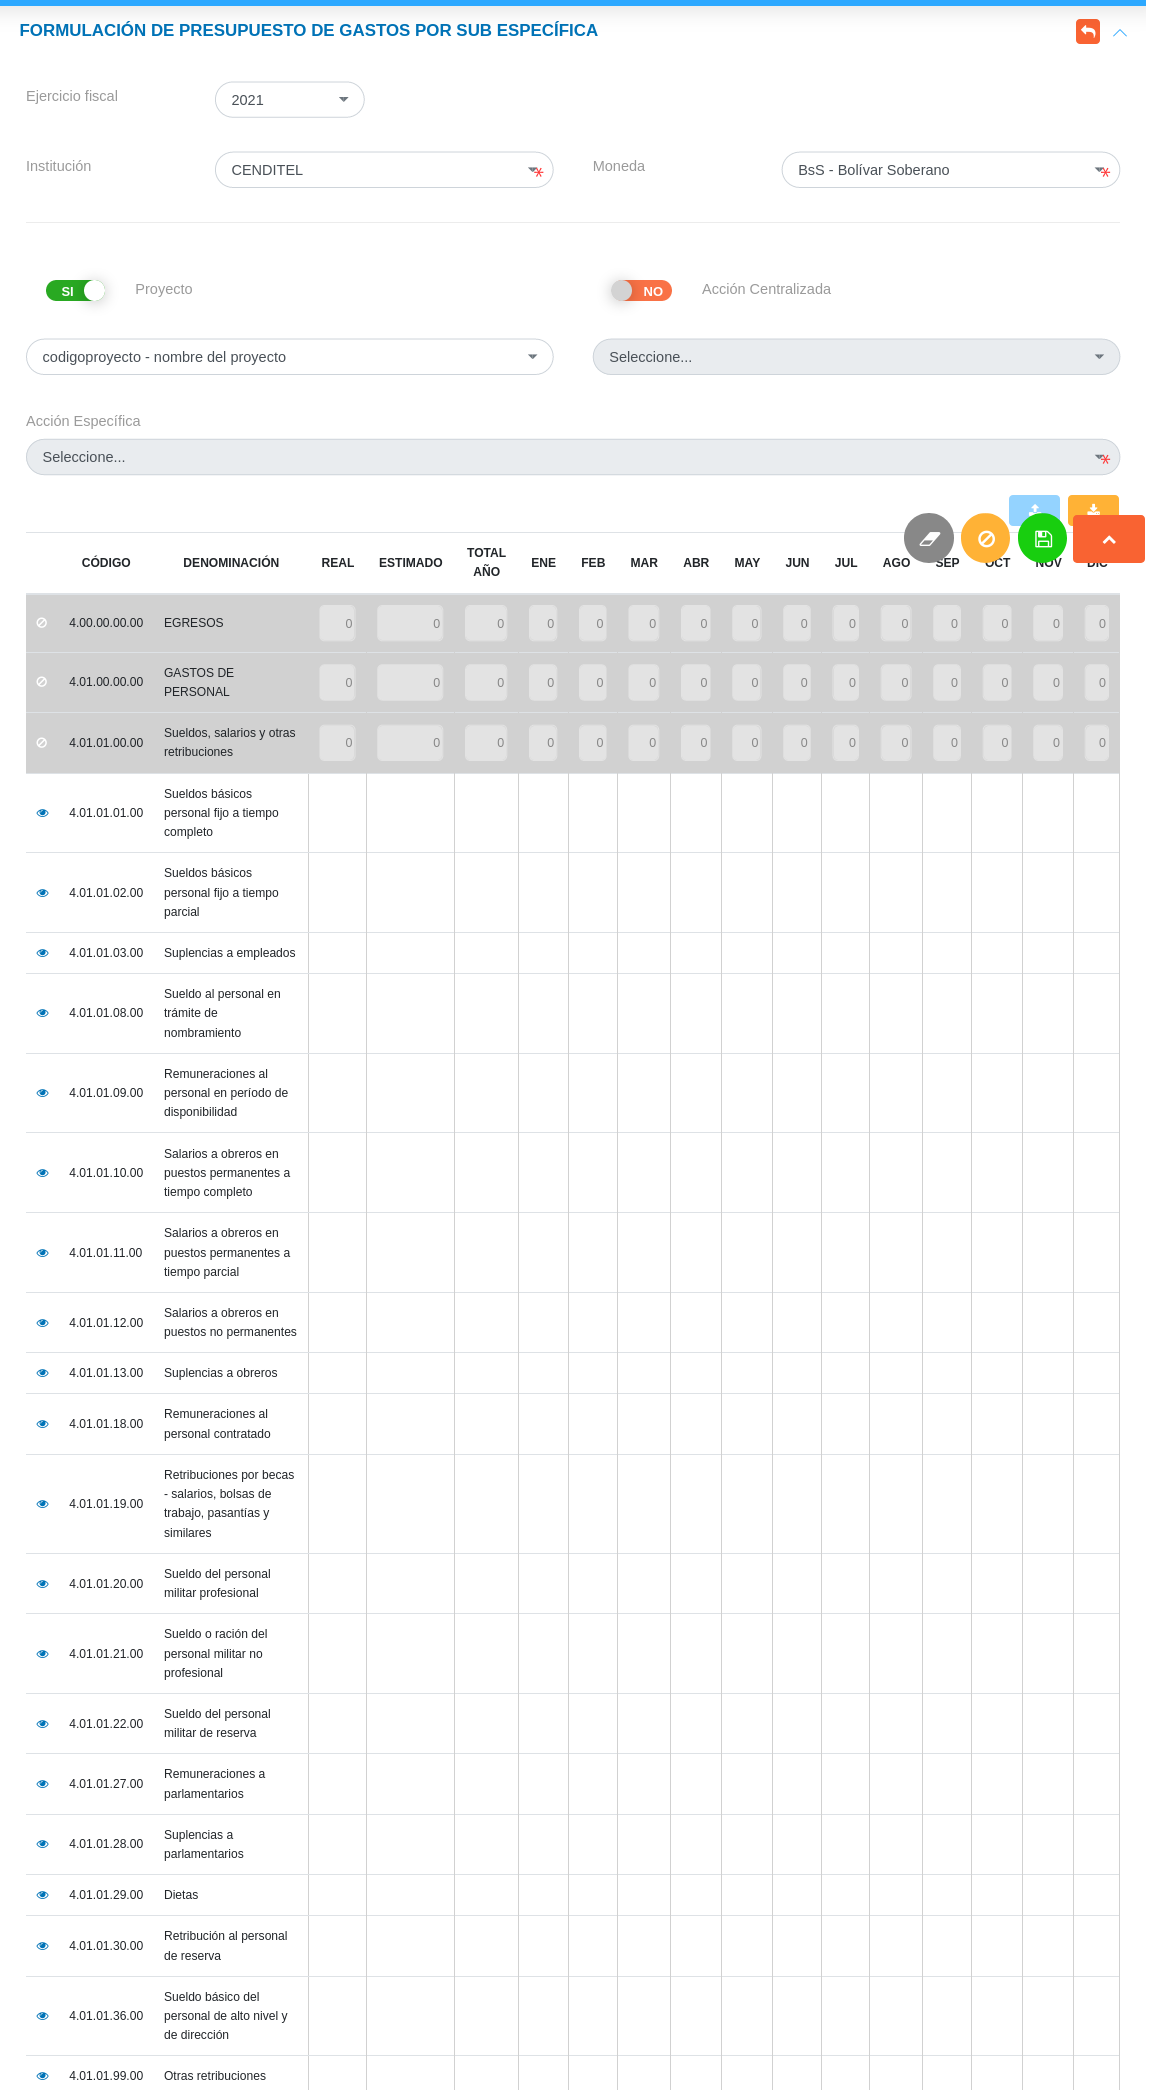 FORMULACIÓN DE PRESUPUESTO DE GASTOS POR SUB ESPECÍFICA
Ejercicio fiscal
2021
Institución
CENDITEL
Moneda
BsS - Bolívar Soberano
SI
Proyecto
NO
Acción Centralizada
codigoproyecto - nombre del proyecto
Seleccione...
Acción Específica
Seleccione...
CÓDIGO DENOMINACIÓN REAL ESTIMADO TOTAL AÑO ENE FEB MAR ABR MAY JUN JUL AGO SEP OCT NOV DIC
4.00.00.00.00 EGRESOS 0 0 0 0 0 0 0 0 0 0 0 0 0 0 0
4.01.00.00.00 GASTOS DE
PERSONAL 0 0 0 0 0 0 0 0 0 0 0 0 0 0 0
4.01.01.00.00 Sueldos, salarios y otras
retribuciones 0 0 0 0 0 0 0 0 0 0 0 0 0 0 0
4.01.01.01.00 Sueldos básicos
personal fijo a tiempo
completo
4.01.01.02.00 Sueldos básicos
personal fijo a tiempo
parcial
4.01.01.03.00 Suplencias a empleados
4.01.01.08.00 Sueldo al personal en
trámite de
nombramiento
4.01.01.09.00 Remuneraciones al
personal en período de
disponibilidad
4.01.01.10.00 Salarios a obreros en
puestos permanentes a
tiempo completo
4.01.01.11.00 Salarios a obreros en
puestos permanentes a
tiempo parcial
4.01.01.12.00 Salarios a obreros en
puestos no permanentes
4.01.01.13.00 Suplencias a obreros
4.01.01.18.00 Remuneraciones al
personal contratado
4.01.01.19.00 Retribuciones por becas
- salarios, bolsas de
trabajo, pasantías y
similares
4.01.01.20.00 Sueldo del personal
militar profesional
4.01.01.21.00 Sueldo o ración del
personal militar no
profesional
4.01.01.22.00 Sueldo del personal
militar de reserva
4.01.01.27.00 Remuneraciones a
parlamentarios
4.01.01.28.00 Suplencias a
parlamentarios
4.01.01.29.00 Dietas
4.01.01.30.00 Retribución al personal
de reserva
4.01.01.36.00 Sueldo básico del
personal de alto nivel y
de dirección
4.01.01.99.00 Otras retribuciones